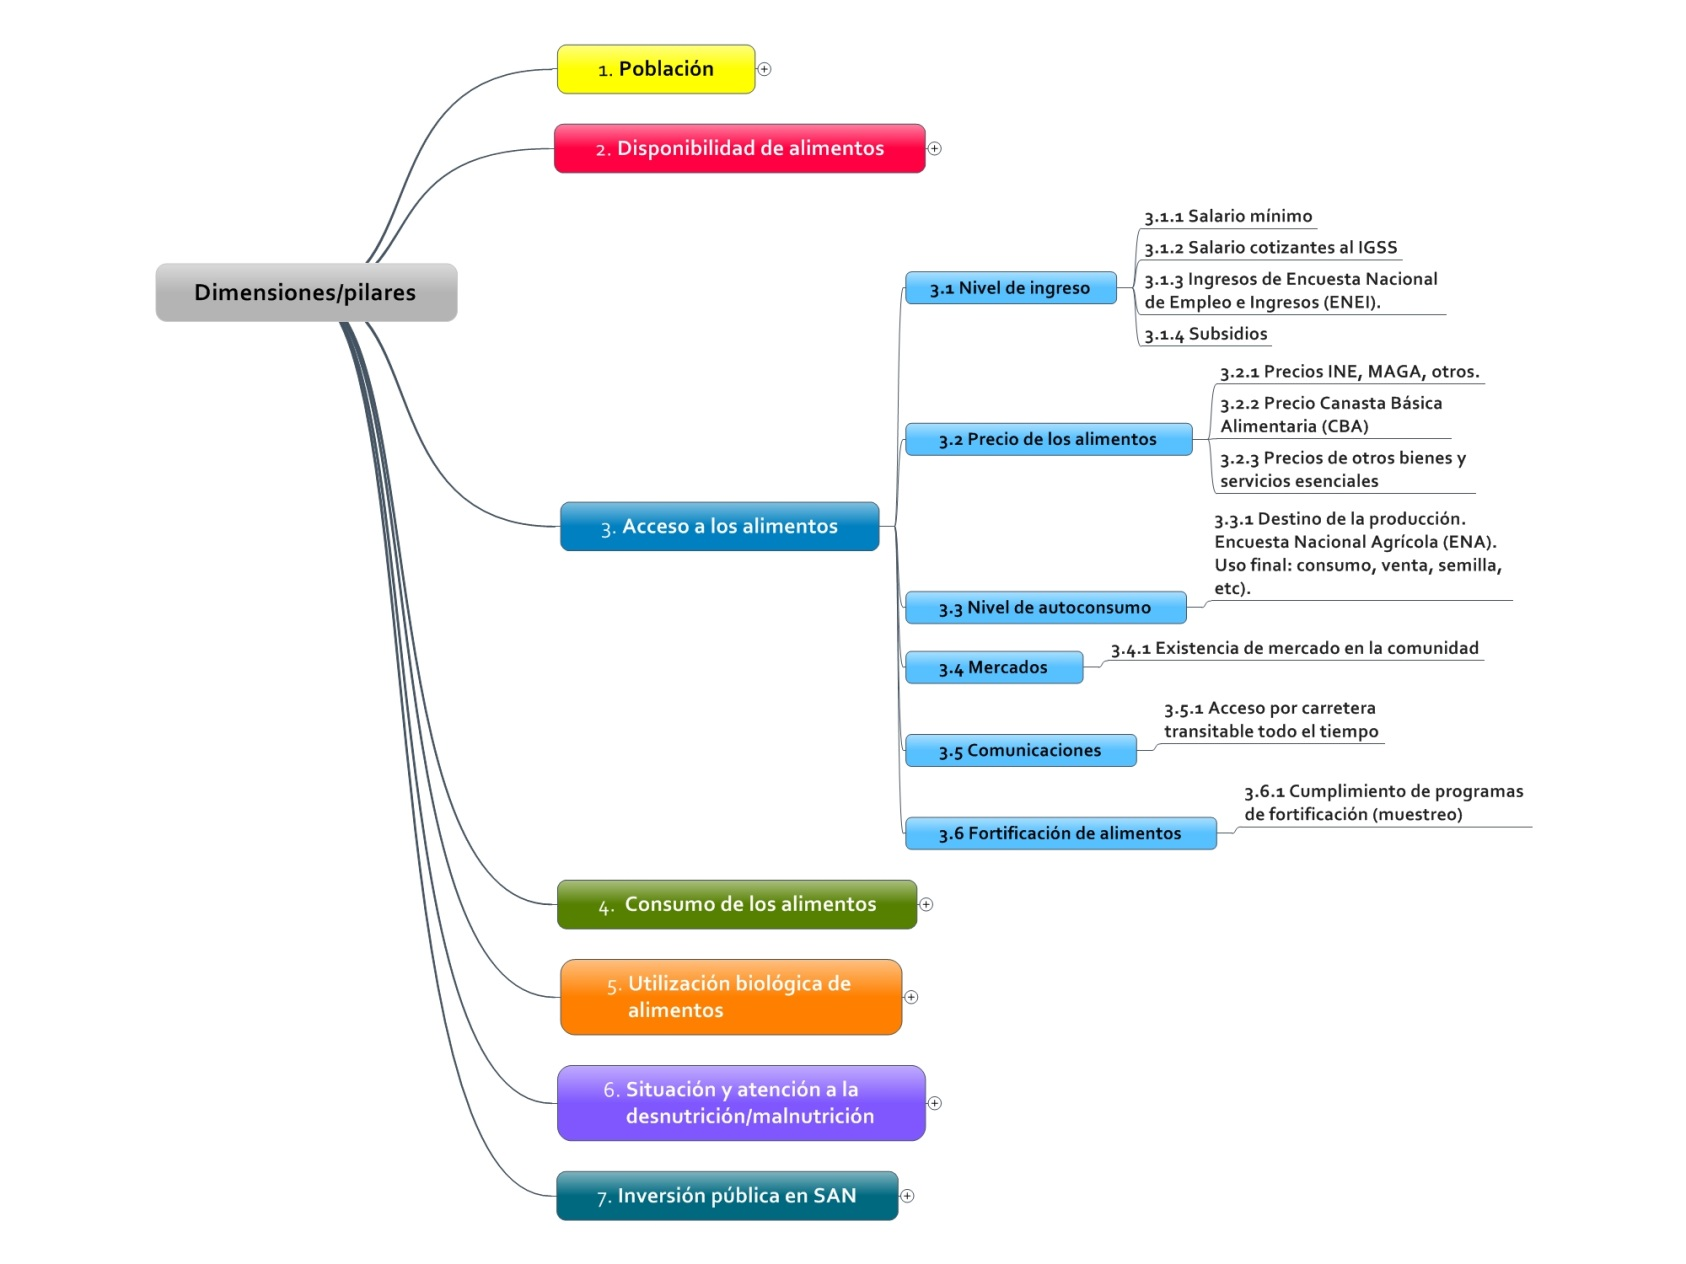 1. Población
2. Disponibilidad de alimentos
Dimensiones/pilares
3. Acceso a los alimentos
3.1 Nivel de ingreso
3.1.1 Salario mínimo
3.1.2 Salario cotizantes al IGSS
3.1.3 Ingresos de Encuesta Nacional
de Empleo e Ingresos (ENEI).
3.1.4 Subsidios
3.2 Precio de los alimentos
3.2.1 Precios INE, MAGA, otros.
3.2.2 Precio Canasta Básica
Alimentaria (CBA)
3.2.3 Precios de otros bienes y
servicios esenciales
3.3 Nivel de autoconsumo
3.3.1 Destino de la producción.
Encuesta Nacional Agrícola (ENA).
Uso final: consumo, venta, semilla,
etc).
3.4 Mercados
3.4.1 Existencia de mercado en la comunidad
3.5 Comunicaciones
3.5.1 Acceso por carretera
transitable todo el tiempo
3.6 Fortificación de alimentos
3.6.1 Cumplimiento de programas
de fortificación (muestreo)
4. Consumo de los alimentos
5. Utilización biológica de
alimentos
6. Situación y atención a la
desnutrición/malnutrición
7. Inversión pública en SAN